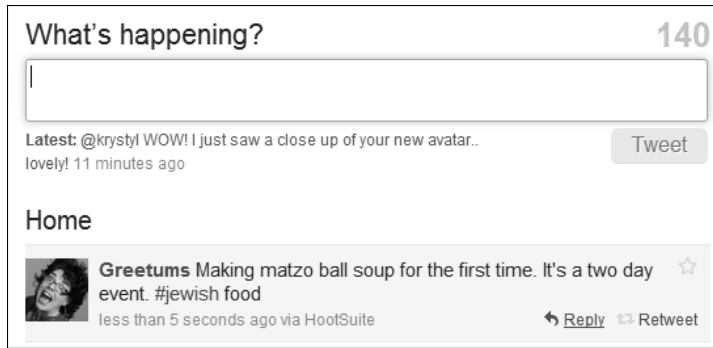 What's happening? 140
Latest: @krystyl WOW! I just saw a close up of your new avatar..
lovely! 11 minutes ago
Tweet
Home
Greetums Making matzo ball soup for the first time. It's a two day
event. #jewish food
less than 5 seconds ago via HootSuite Reply Retweet